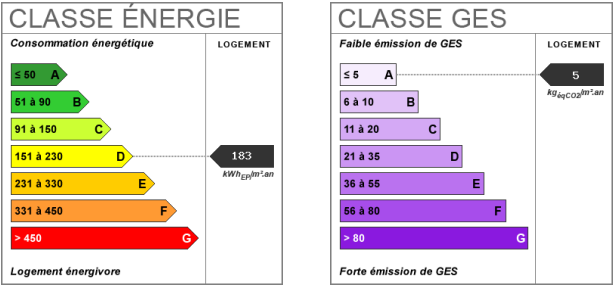 CLASSE ÉNERGIE
Consommation énergétique
LOGEMENT
≤ 50 A
51 à 90 B
91 à 150 C
151 à 230 D
183
kWhEP/m².an
231 à 330 E
331 à 450 F
> 450 G
Logement énergivore
CLASSE GES
Faible émission de GES
LOGEMENT
≤ 5 A
5
kgéqCO2/m².an
6 à 10 B
11 à 20 C
21 à 35 D
36 à 55 E
56 à 80 F
> 80 G
Forte émission de GES